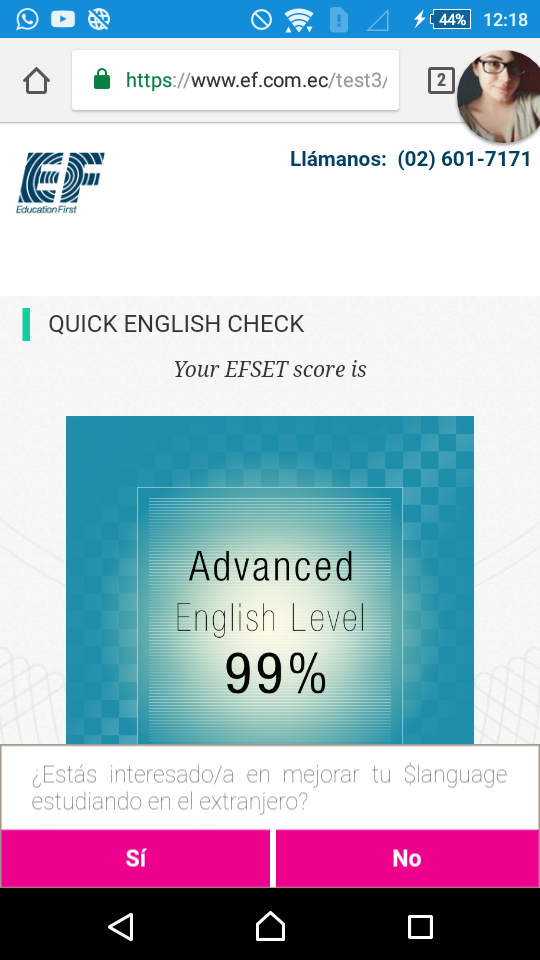 44% 12:18
https://www.ef.com.ec/test3/
2
EF
Education First
Llámanos: (02) 601-7171
QUICK ENGLISH CHECK
Your EFSET score is
Advanced
English Level
99%
¿Estás interesado/a en mejorar tu $language
estudiando en el extranjero?
Sí No